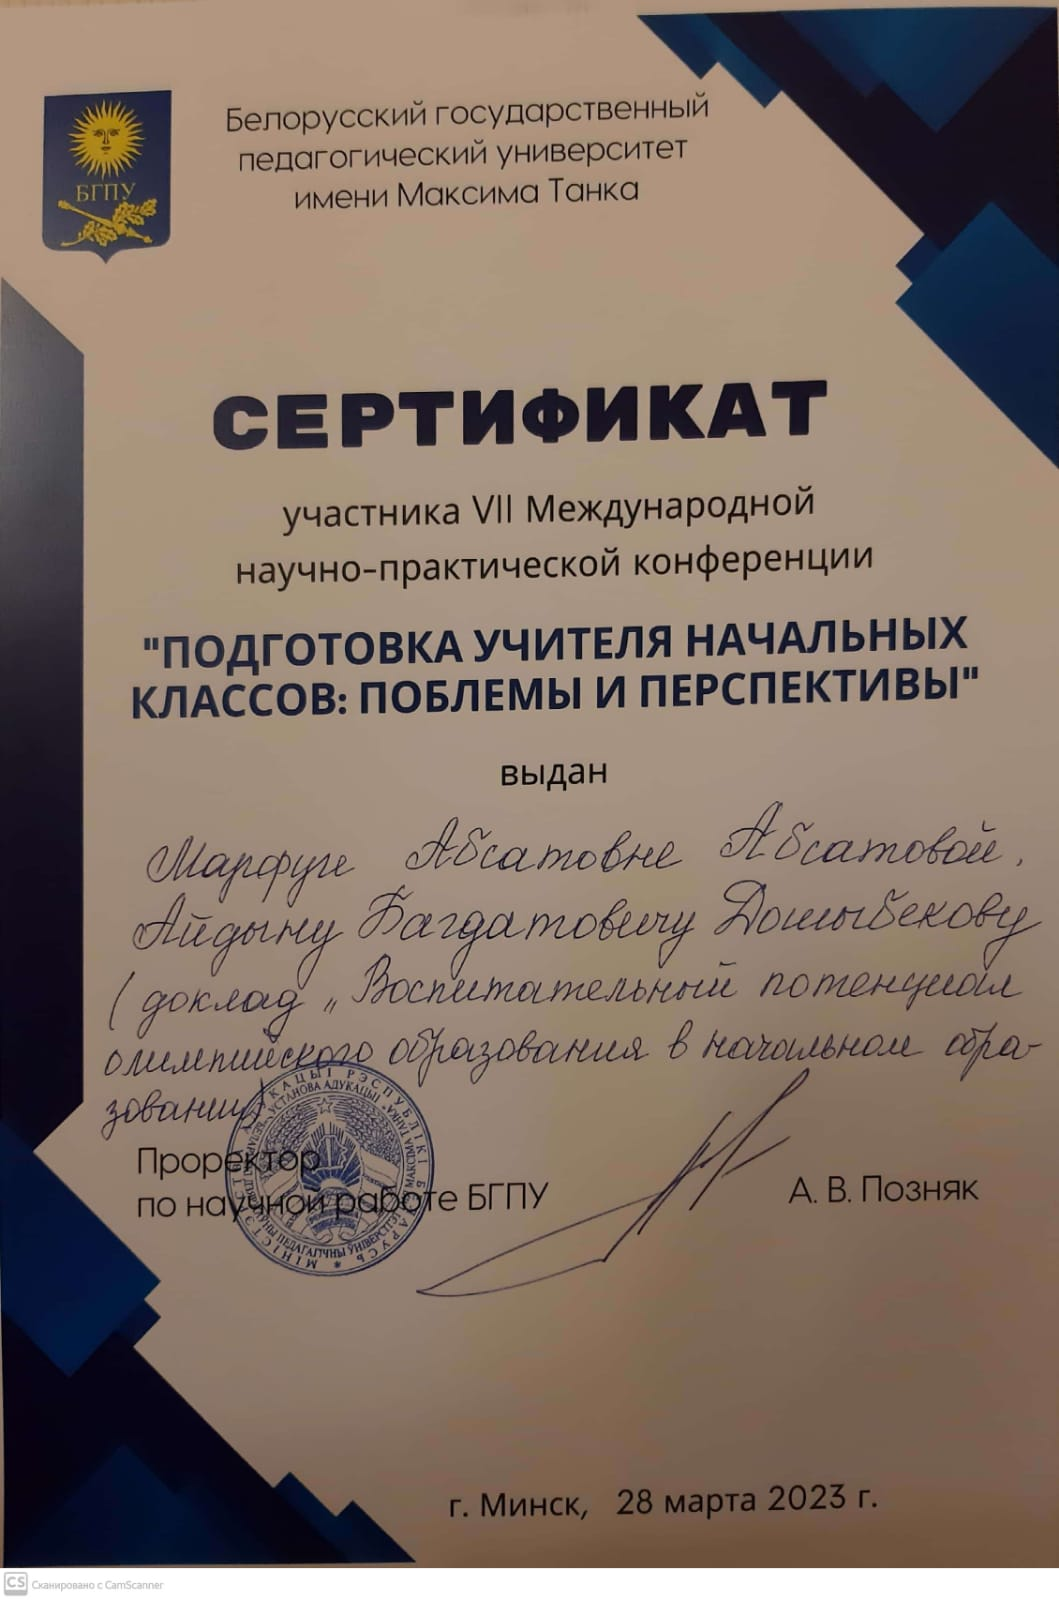 БГПУ
Белорусский государственный
педагогический университет
имени Максима Танка
СЕРТИФИКАТ
участника VII Международной
научно-практической конференции
"ПОДГОТОВКА УЧИТЕЛЯ НАЧАЛЬНЫХ
КЛАССОВ: ПОБЛЕМЫ И ПЕРСПЕКТИВЫ"
выдан
Марфуге Абсатовне Абсатовой,
Айдыну Багдатовичу Дошыбекову
(доклад „Воспитательный потенциал
олимпийского образования в начальном обра-
зовании)
Проректор
по научной работе БГПУ
А. В. Позняк
г. Минск, 28 марта 2023 г.
CS Сканировано с CamScanner